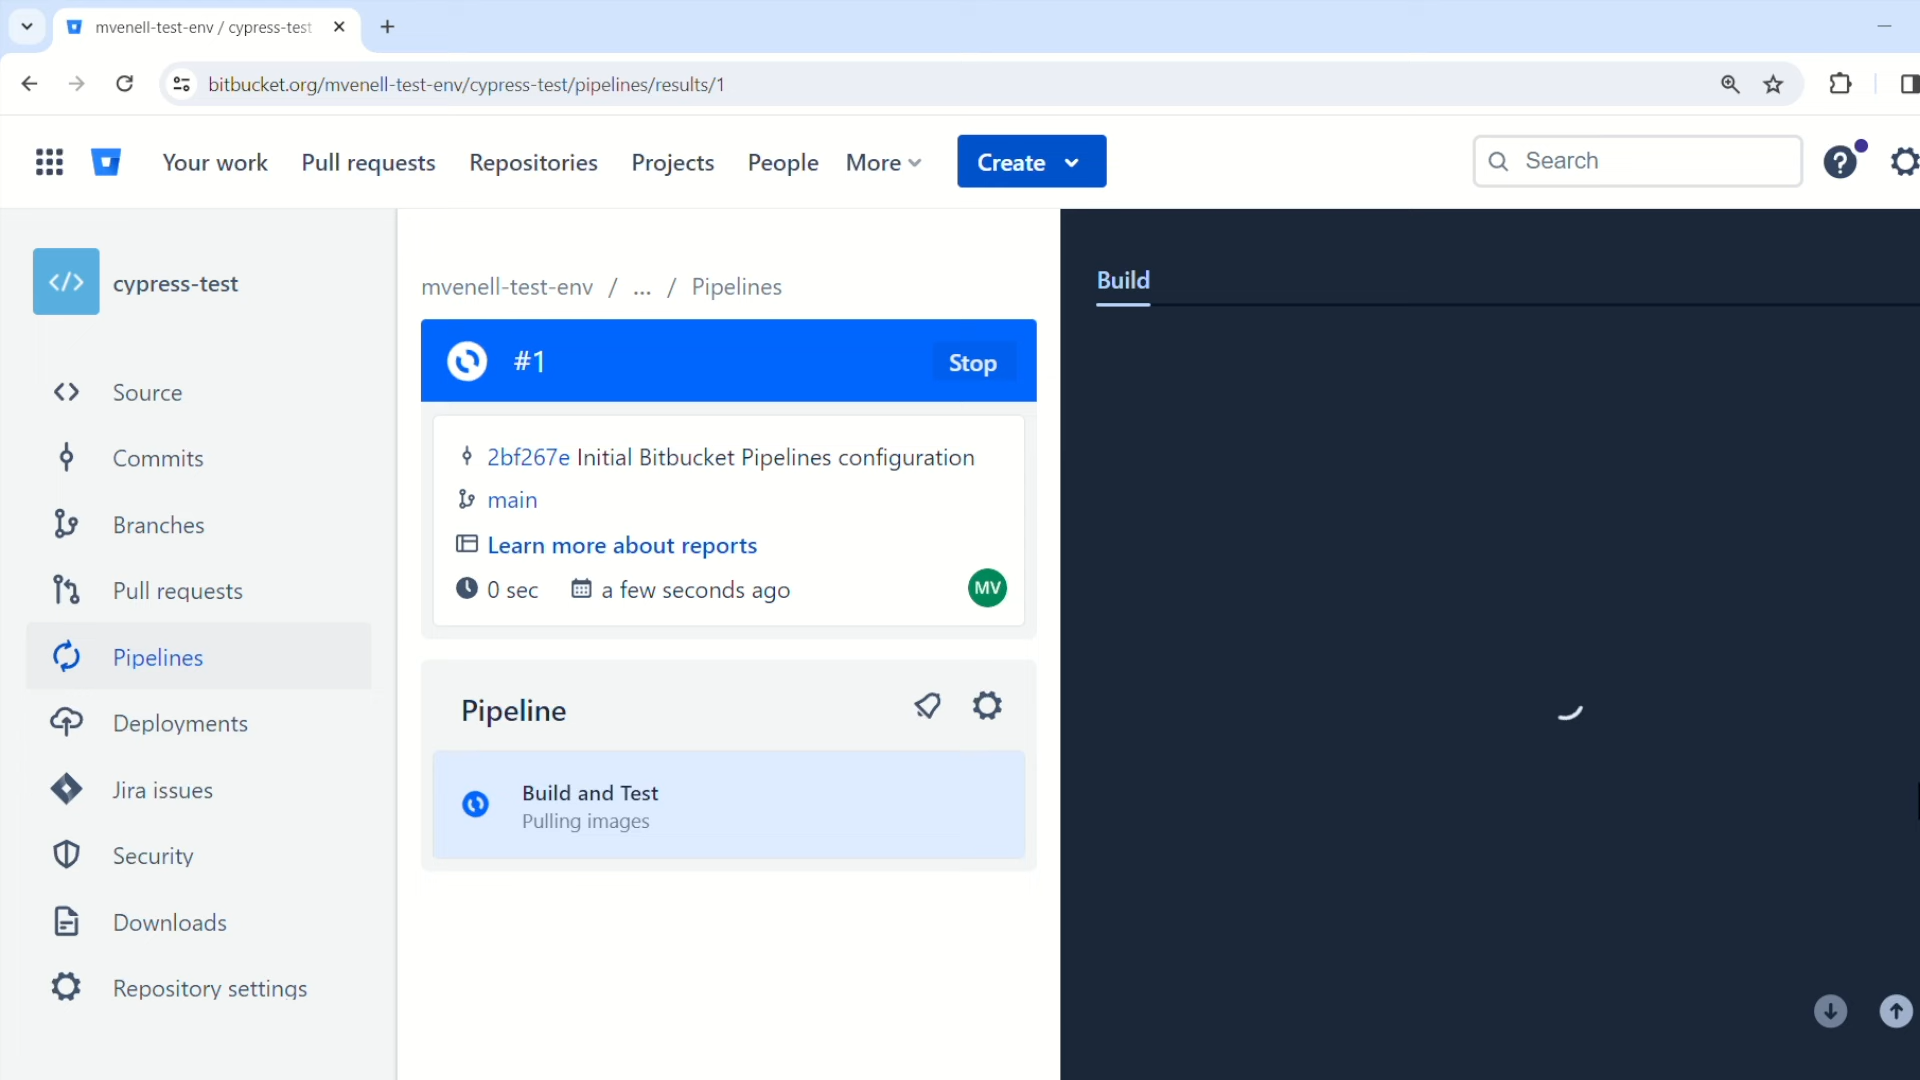 mvenell-test-env / cypress-test
bitbucket.org/mvenell-test-env/cypress-test/pipelines/results/1
Your work
Pull requests
Repositories
Projects
People
More
Create
Search
cypress-test
Source
Commits
Branches
Pull requests
Pipelines
Deployments
Jira issues
Security
Downloads
Repository settings
mvenell-test-env / ... / Pipelines
#1
Stop
2bf267e Initial Bitbucket Pipelines configuration
main
Learn more about reports
0 sec
a few seconds ago
MV
Pipeline
Build and Test
Pulling images
Build